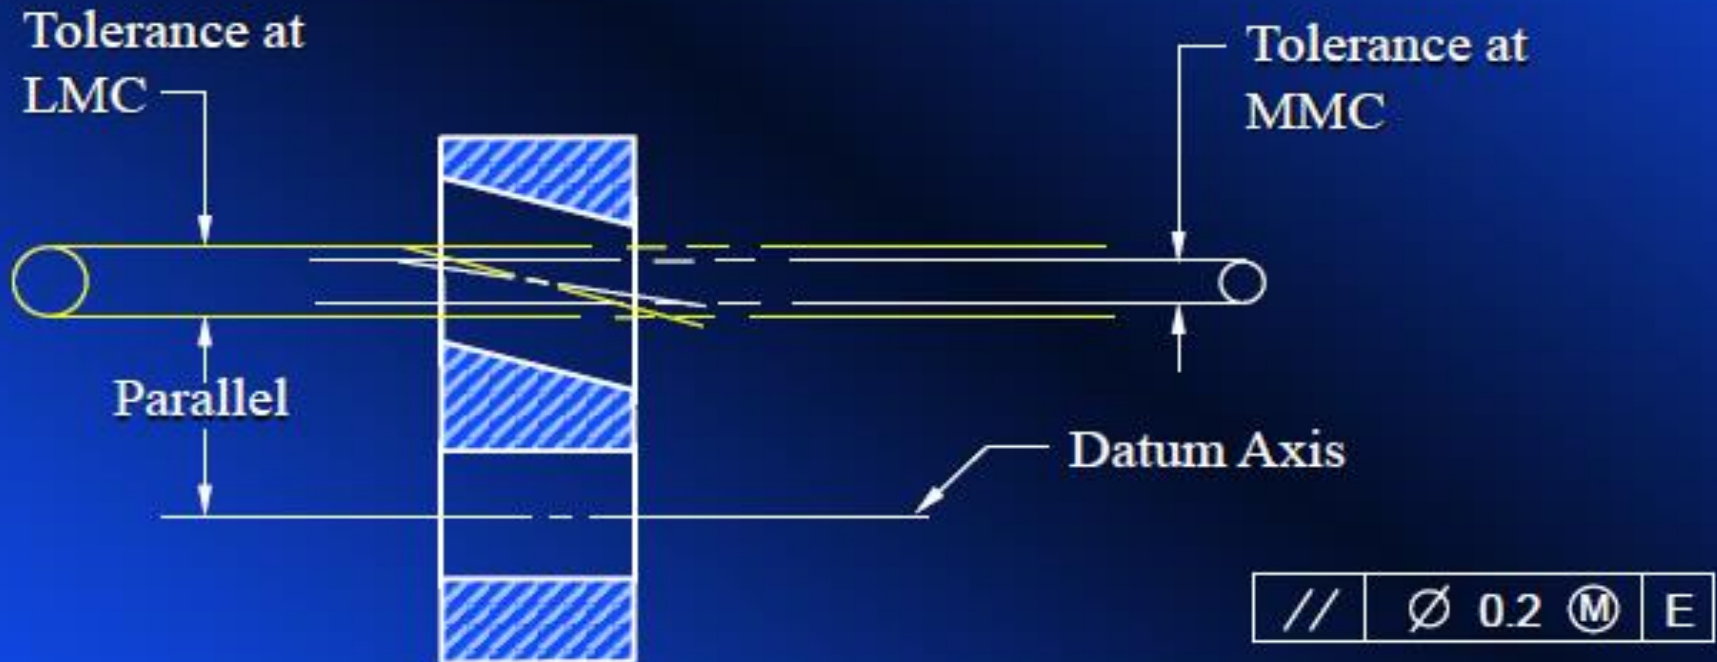 Tolerance at
LMC
Tolerance at
MMC
Parallel
Datum Axis
// Ø 0.2 Ⓜ E